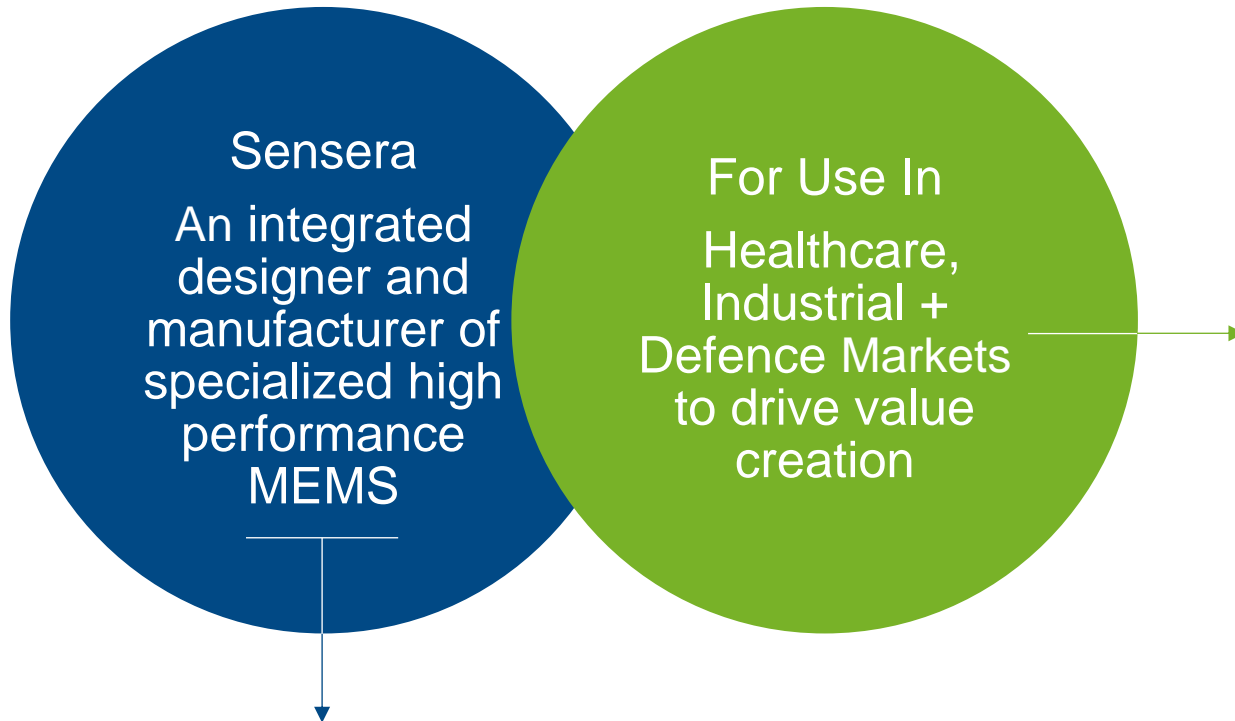 Sensera
An integrated
designer and
manufacturer of
specialized high
performance
MEMS
For Use In
Healthcare,
Industrial +
Defence Markets
to drive value
creation